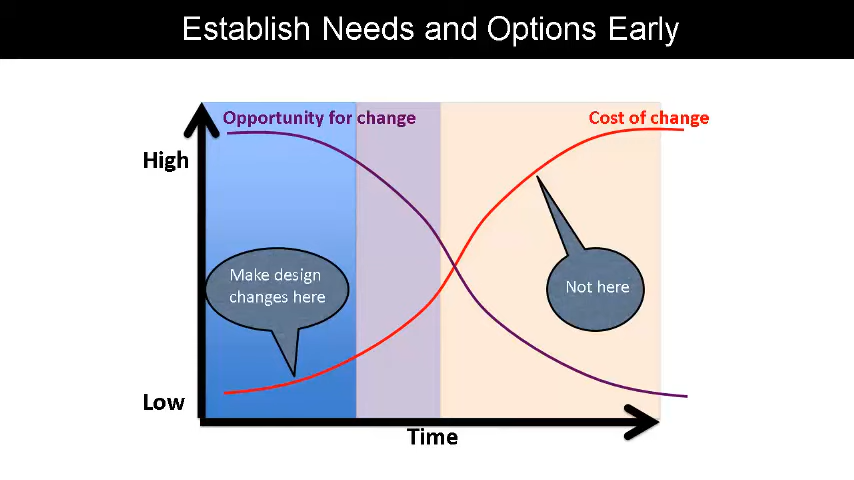 Establish Needs and Options Early
Opportunity for change
Cost of change
High
Make design
changes here
Not here
Low
Time